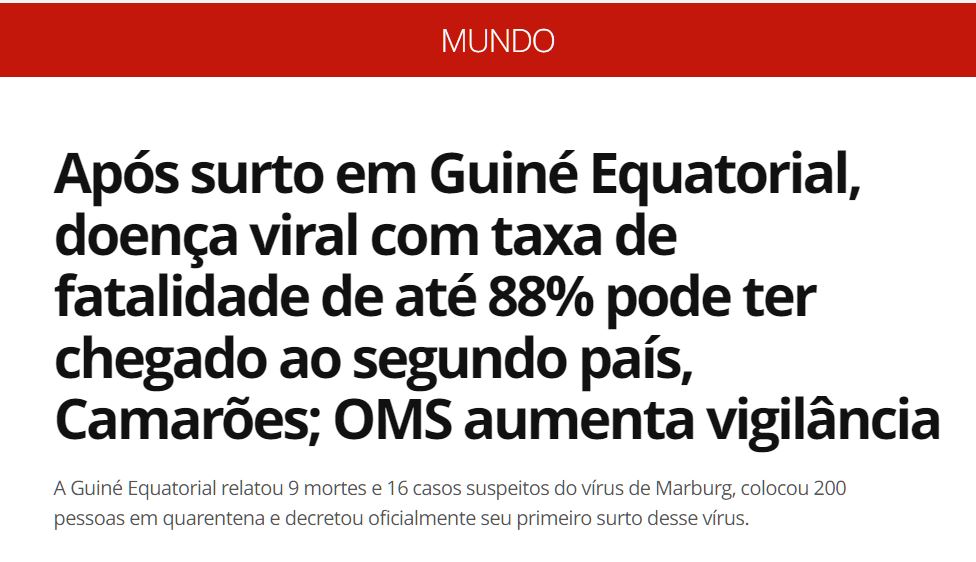 MUNDO
Após surto em Guiné Equatorial,
doença viral com taxa de
fatalidade de até 88% pode ter
chegado ao segundo país,
Camarões; OMS aumenta vigilância
A Guiné Equatorial relatou 9 mortes e 16 casos suspeitos do vírus de Marburg, colocou 200
pessoas em quarentena e decretou oficialmente seu primeiro surto desse vírus.